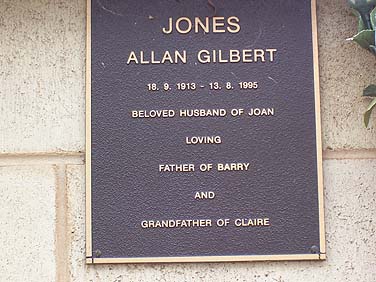 JONES
ALLAN GILBERT
18. 9. 1913 - 13. 8. 1995
BELOVED HUSBAND OF JOAN
LOVING
FATHER OF BARRY
AND
GRANDFATHER OF CLAIRE